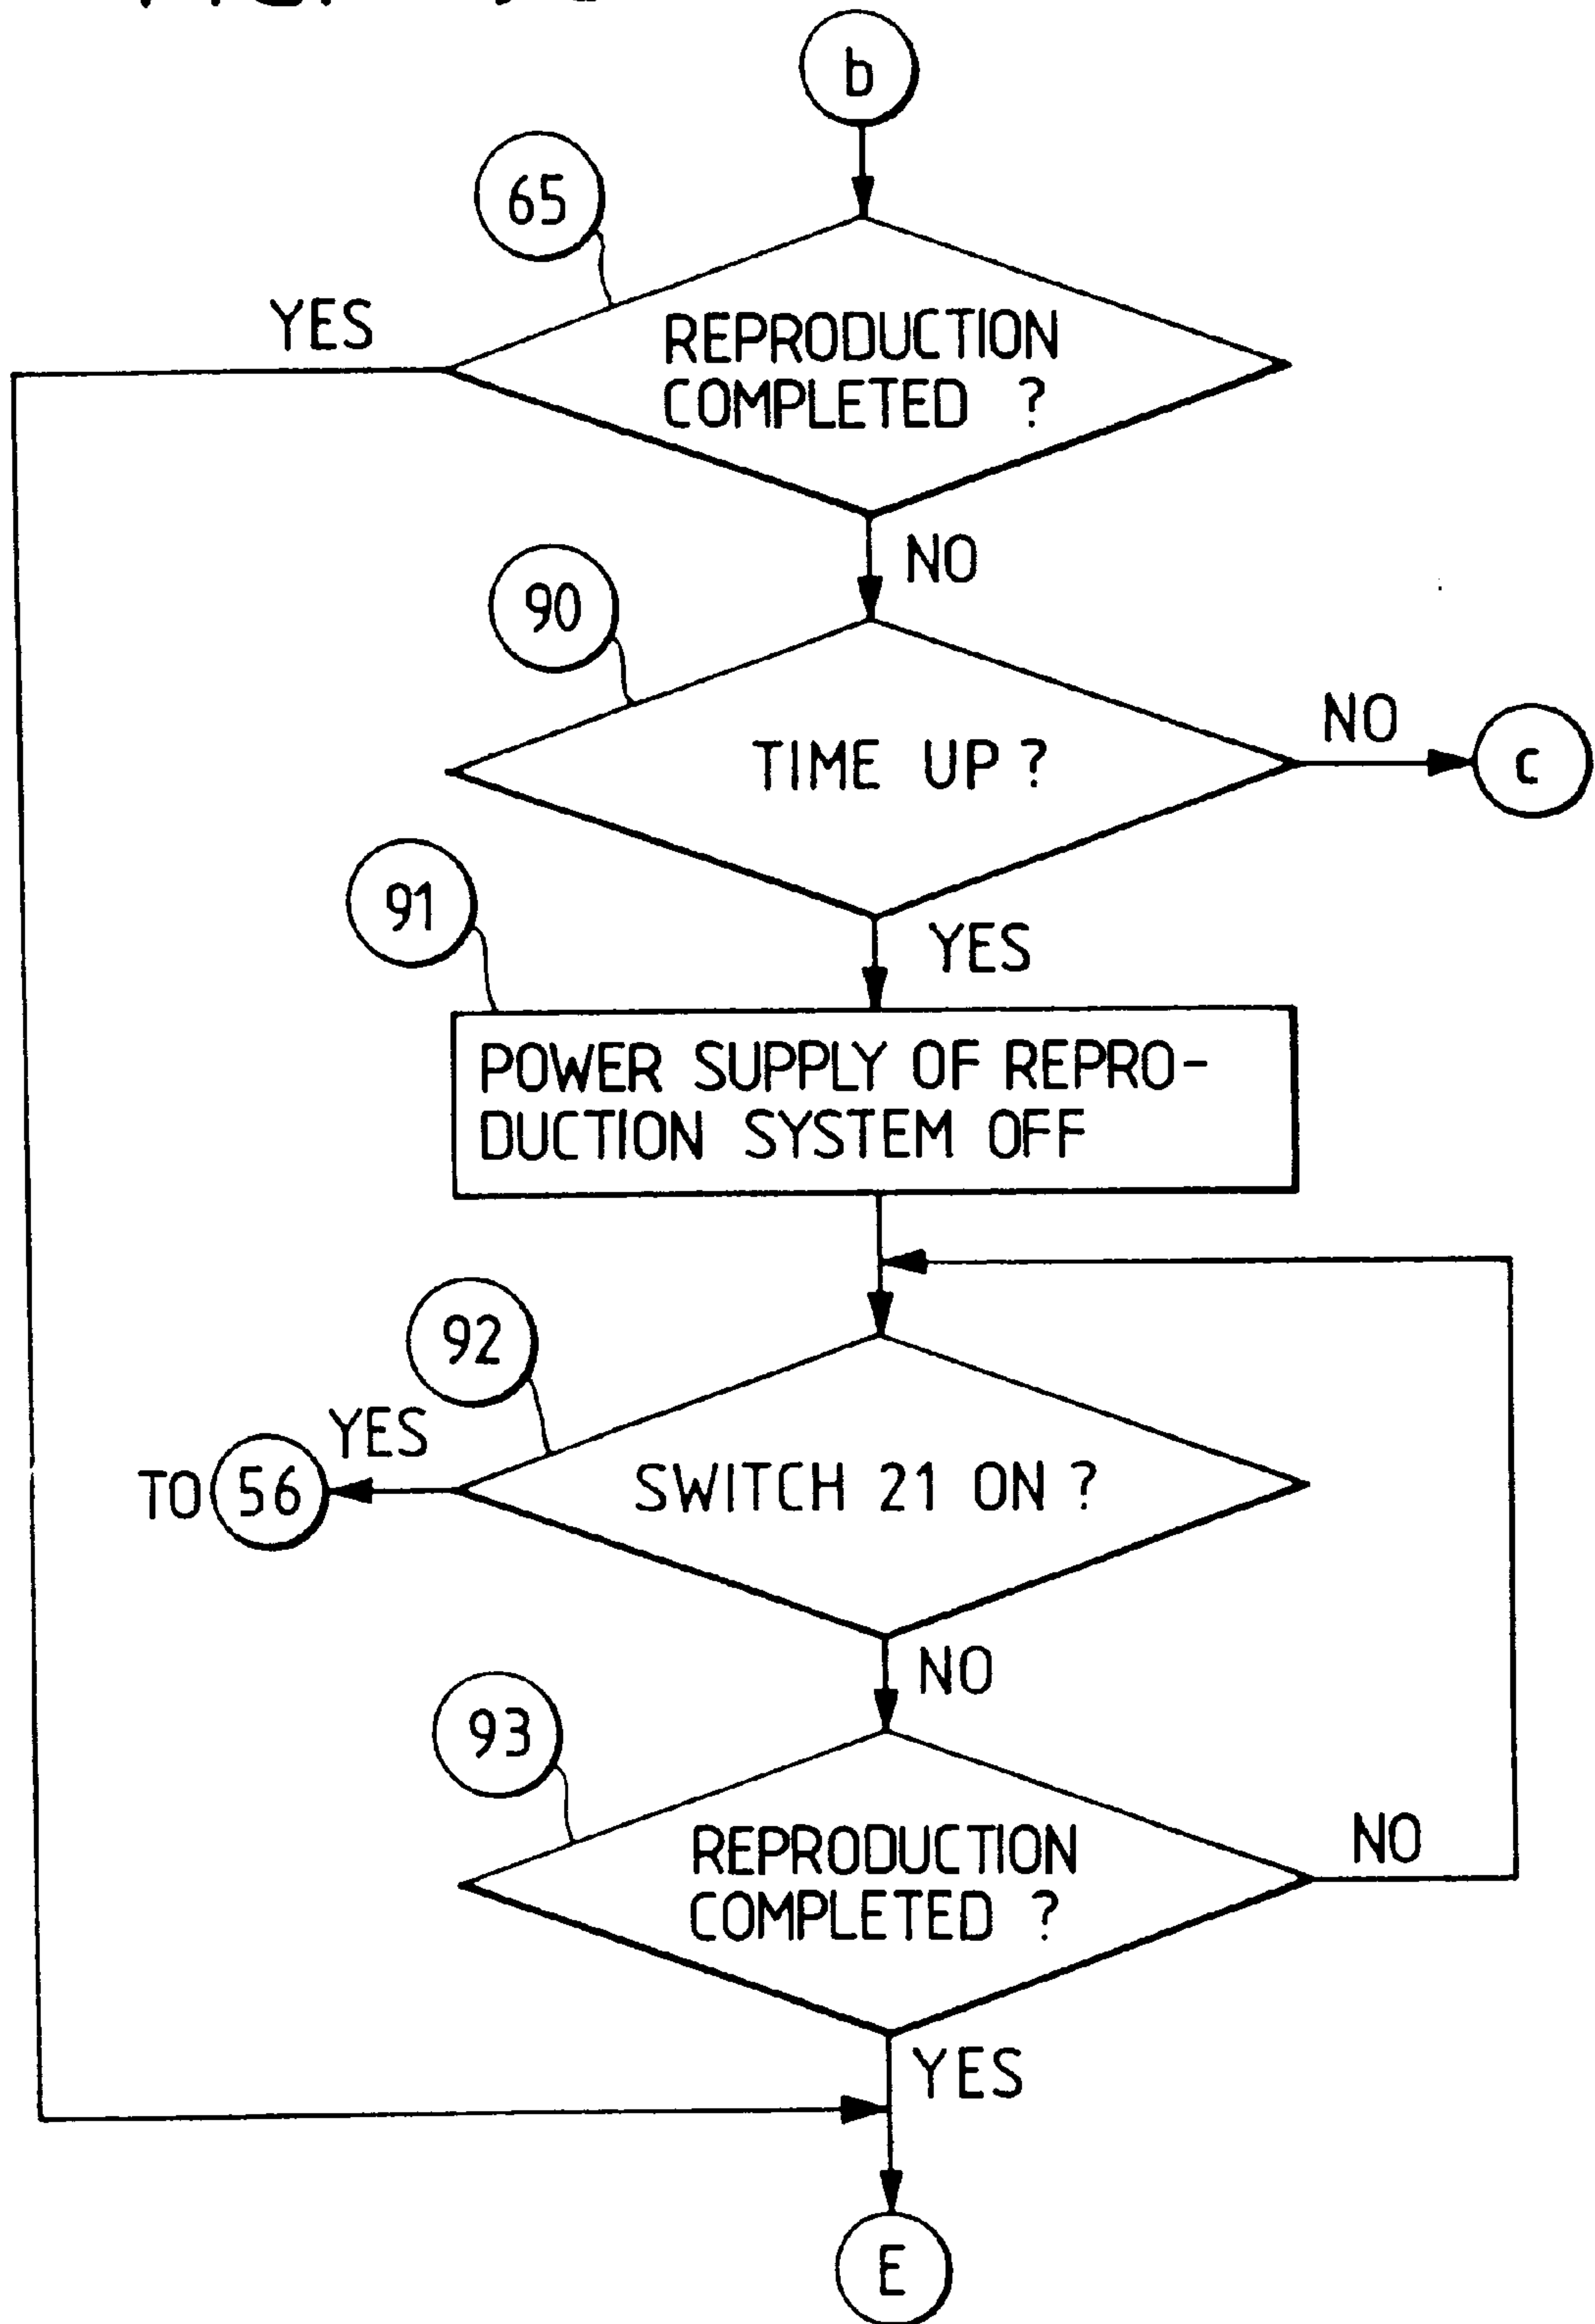 b
65
YES
REPRODUCTION
COMPLETED ?
NO
90
TIME UP ?
NO
c
91
YES
POWER SUPPLY OF REPRO-
DUCTION SYSTEM OFF
92
YES
TO 56
SWITCH 21 ON ?
NO
93
REPRODUCTION
COMPLETED ?
NO
YES
E